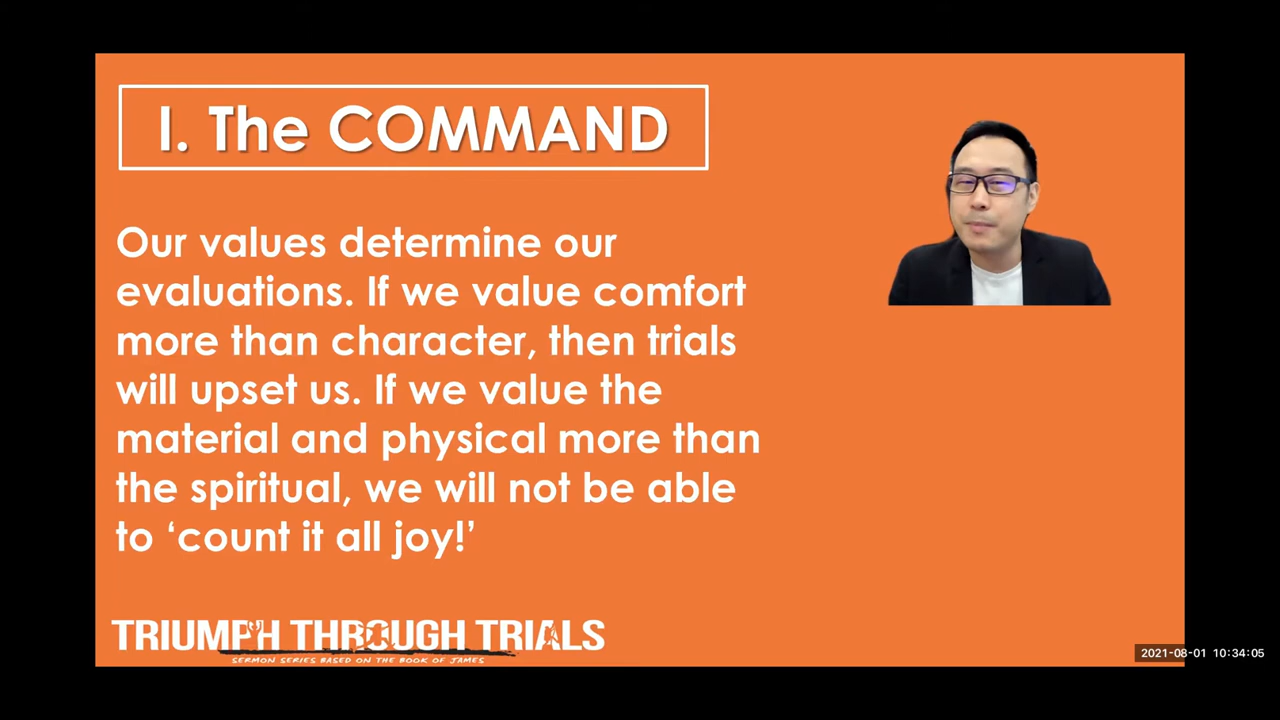 I. The COMMAND
Our values determine our
evaluations. If we value comfort
more than character, then trials
will upset us. If we value the
material and physical more than
the spiritual, we will not be able
to ‘count it all joy!’
TRIUMPH THROUGH TRIALS
SERMON SERIES BASED ON THE BOOK OF JAMES
2021-08-01 10:34:05